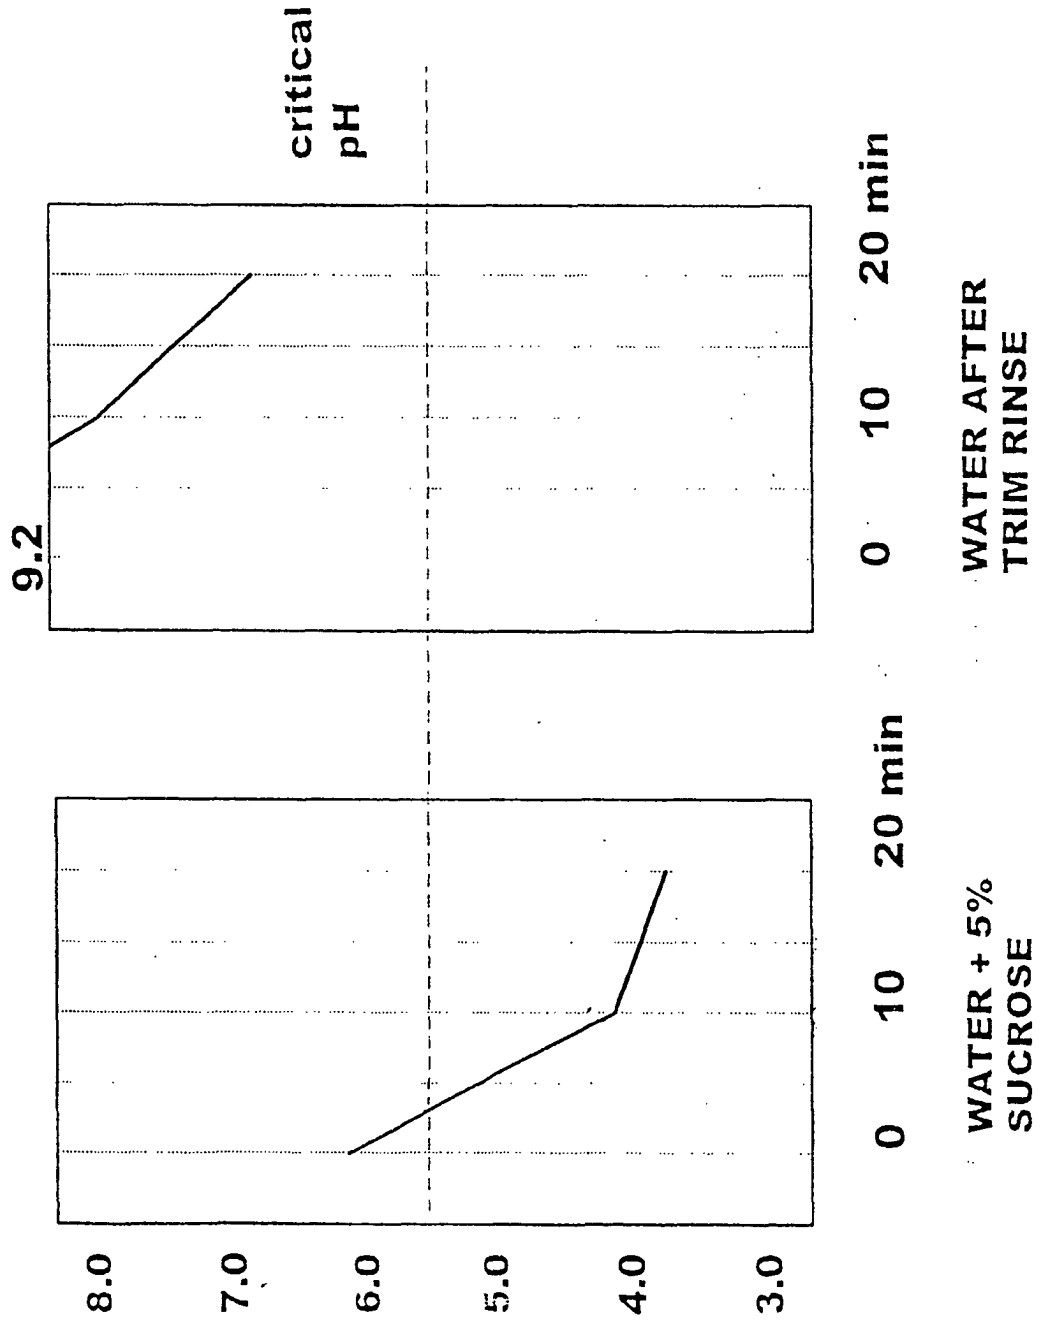 9.2
critical
pH
8.0
7.0
6.0
5.0
4.0
3.0
0
10
20 min
0
10
20 min
WATER + 5%
SUCROSE
WATER AFTER
TRIM RINSE